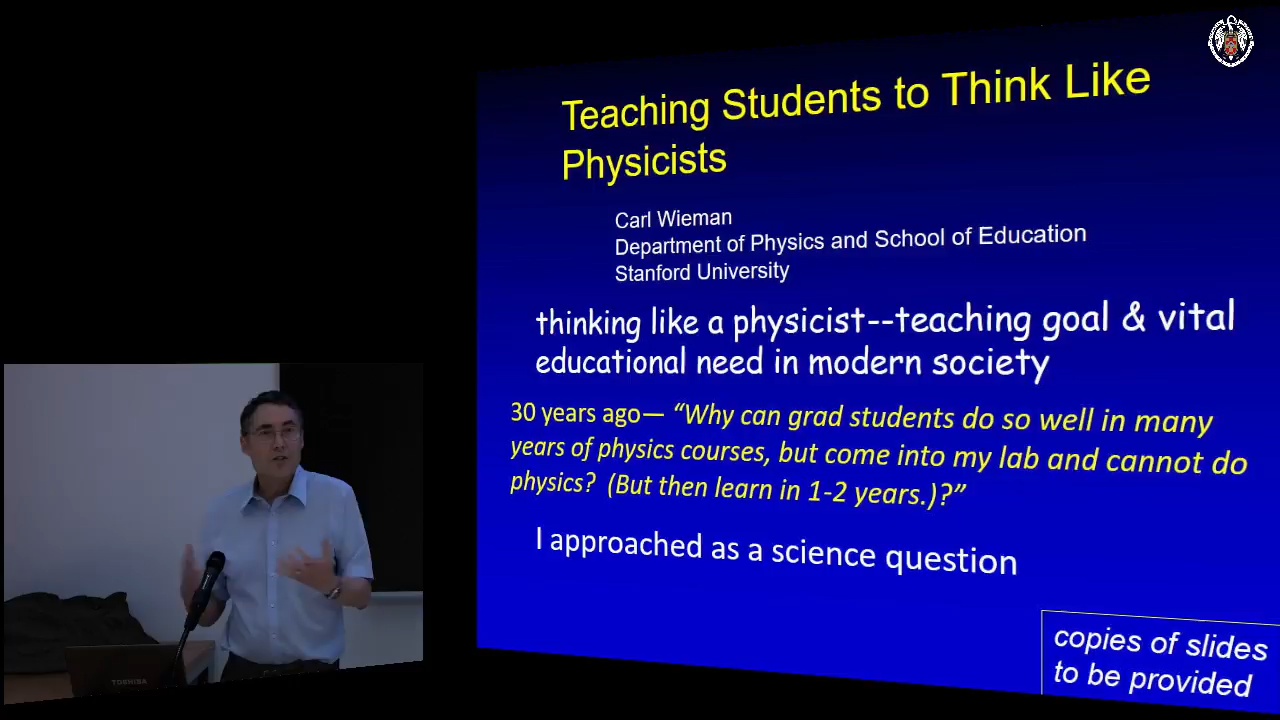 Teaching Students to Think Like
Physicists
Carl Wieman
Department of Physics and School of Education
Stanford University
thinking like a physicist--teaching goal & vital
educational need in modern society
30 years ago— “Why can grad students do so well in many
years of physics courses, but come into my lab and cannot do
physics? (But then learn in 1-2 years.)?”
I approached as a science question
copies of slides
to be provided
TOSHIBA